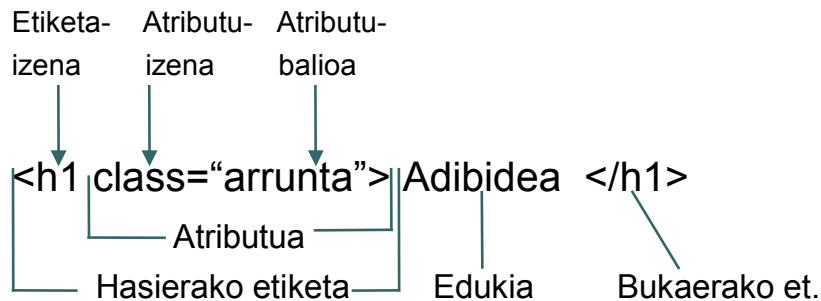 Etiketa- Atributu- Atributu-
izena izena balioa
<h1 class=“arrunta”> Adibidea </h1>
Atributua
Hasierako etiketa Edukia Bukaerako et.